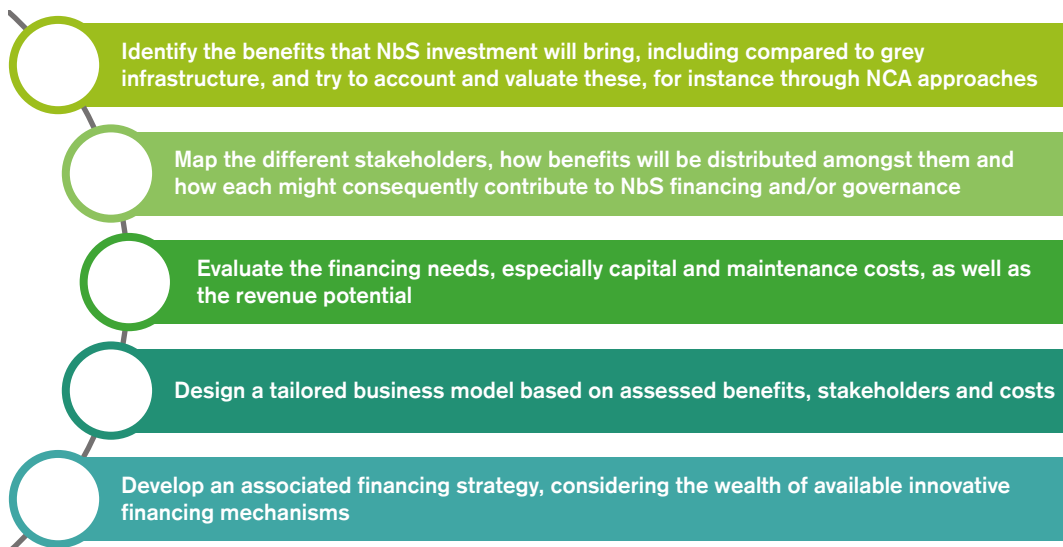 Identify the benefits that NbS investment will bring, including compared to grey
infrastructure, and try to account and valuate these, for instance through NCA approaches
Map the different stakeholders, how benefits will be distributed amongst them and
how each might consequently contribute to NbS financing and/or governance
Evaluate the financing needs, especially capital and maintenance costs, as well as
the revenue potential
Design a tailored business model based on assessed benefits, stakeholders and costs
Develop an associated financing strategy, considering the wealth of available innovative
financing mechanisms